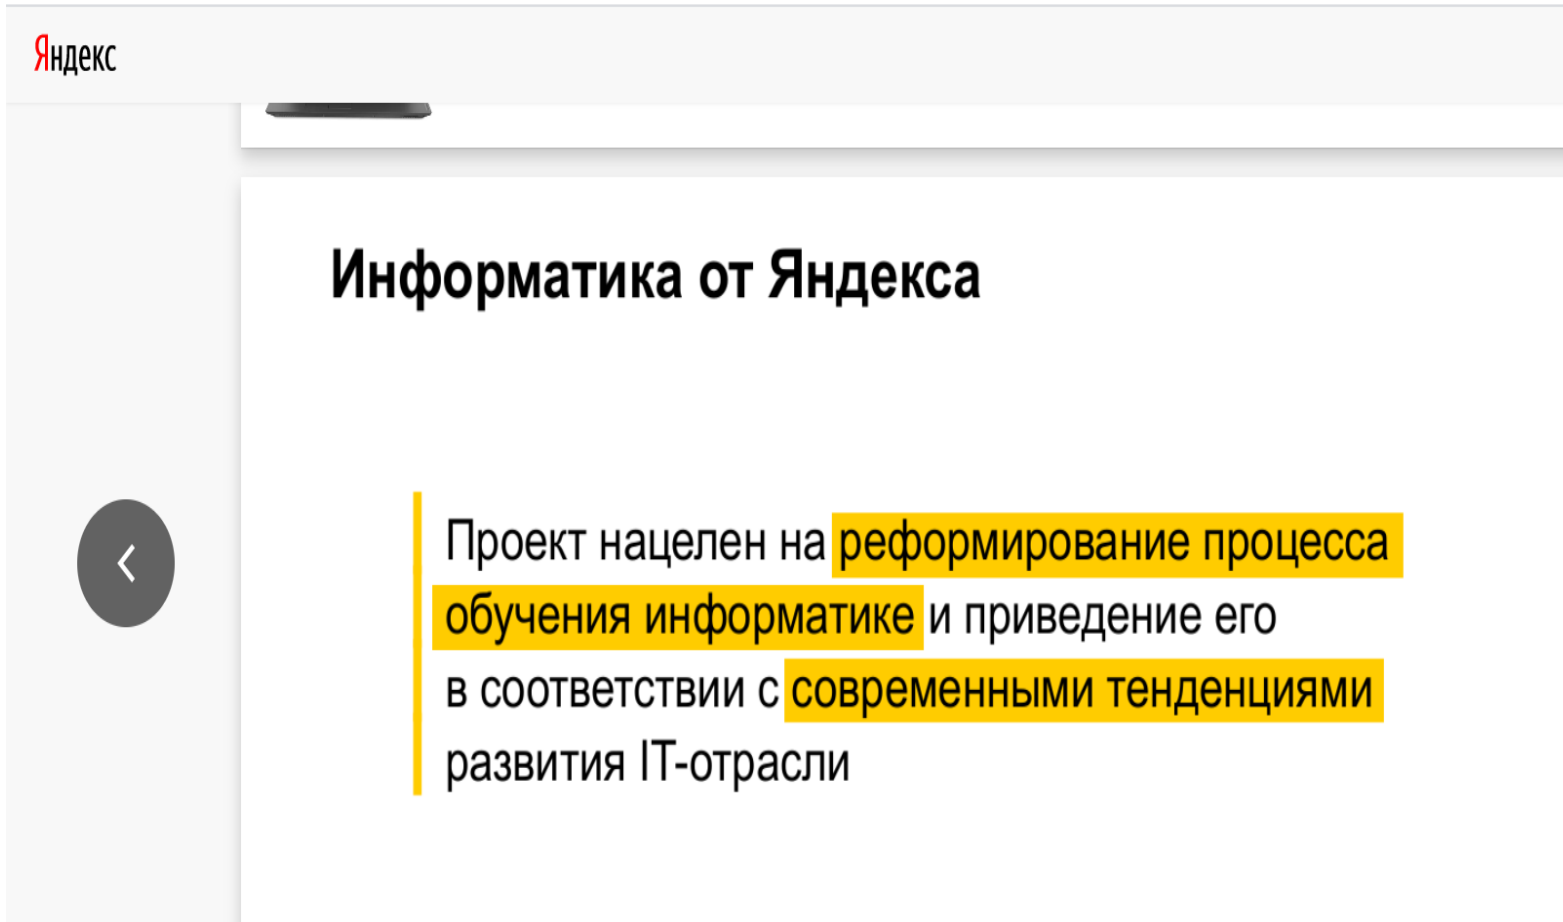 Яндекс
Информатика от Яндекса
Проект нацелен на реформирование процесса
обучения информатике и приведение его
в соответствии с современными тенденциями
развития IT-отрасли